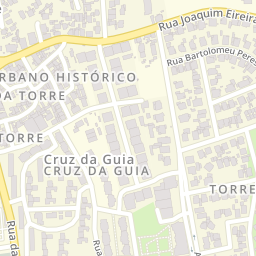 Rua Joaquim Eireira
Rua Bartolomeu Peres
RBANO HISTÓRICO
DA TORRE
TORRE
Cruz da Guia
CRUZ DA GUIA
TORRE
Rua da
A